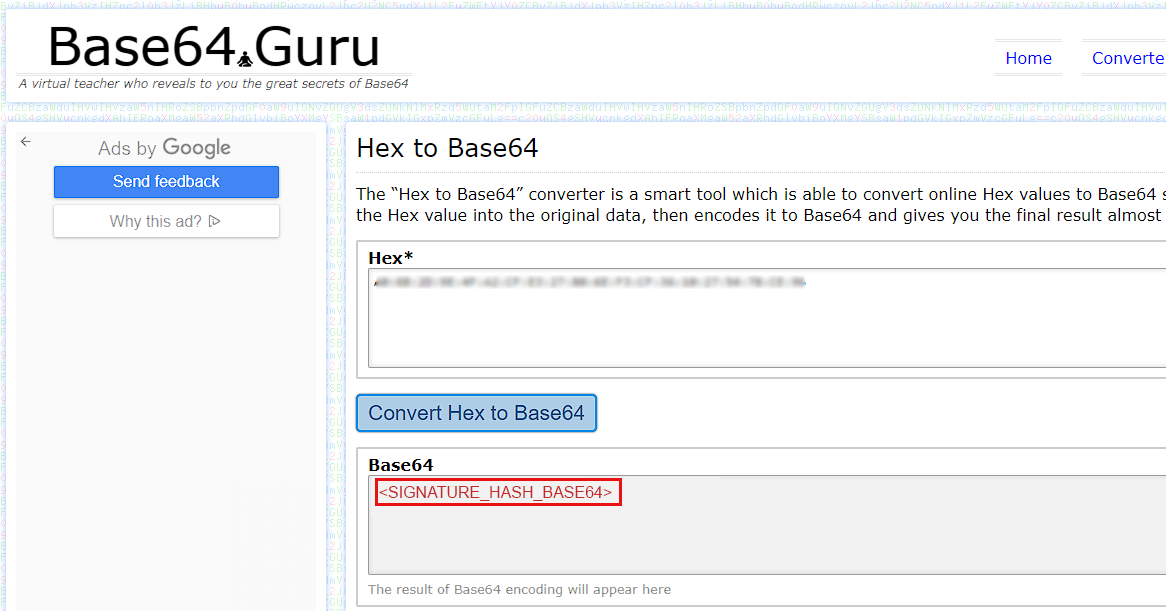 Base64.Guru
A virtual teacher who reveals to you the great secrets of Base64
Home
Converte
Ads by Google
Send feedback
Why this ad?
Hex to Base64
The “Hex to Base64” converter is a smart tool which is able to convert online Hex values to Base64 s
the Hex value into the original data, then encodes it to Base64 and gives you the final result almost
Hex*
Convert Hex to Base64
Base64
<SIGNATURE_HASH_BASE64>
The result of Base64 encoding will appear here